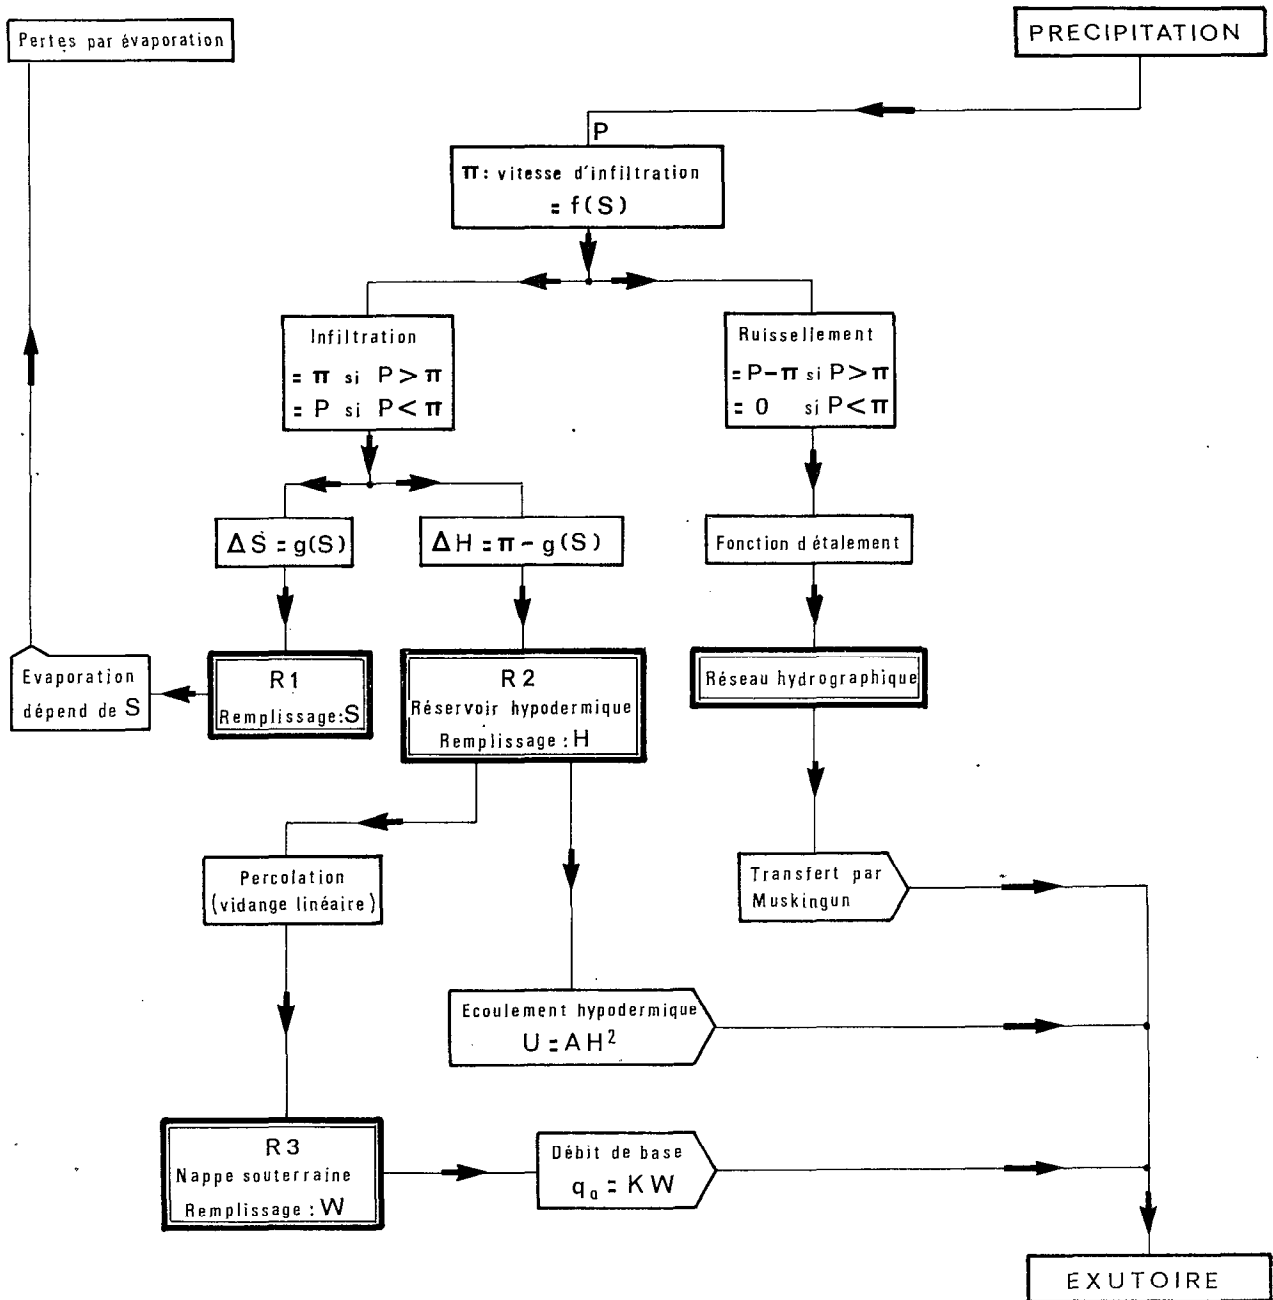 Pertes par évaporation
PRECIPITATION
P
π: vitesse d'infiltration
= f(S)
Infiltration
= π si P > π
= P si P < π
Ruissellement
= P-π si P > π
= 0 si P < π
ΔS = g(S)
ΔH = π - g(S)
Fonction d'étalement
Evaporation
dépend de S
R1
Remplissage: S
R2
Réservoir hypodermique
Remplissage : H
Réseau hydrographique
Percolation
(vidange linéaire)
Transfert par
Muskingun
Ecoulement hypodermique
U = AH²
R3
Nappe souterraine
Remplissage : W
Débit de base
qₐ = KW
EXUTOIRE